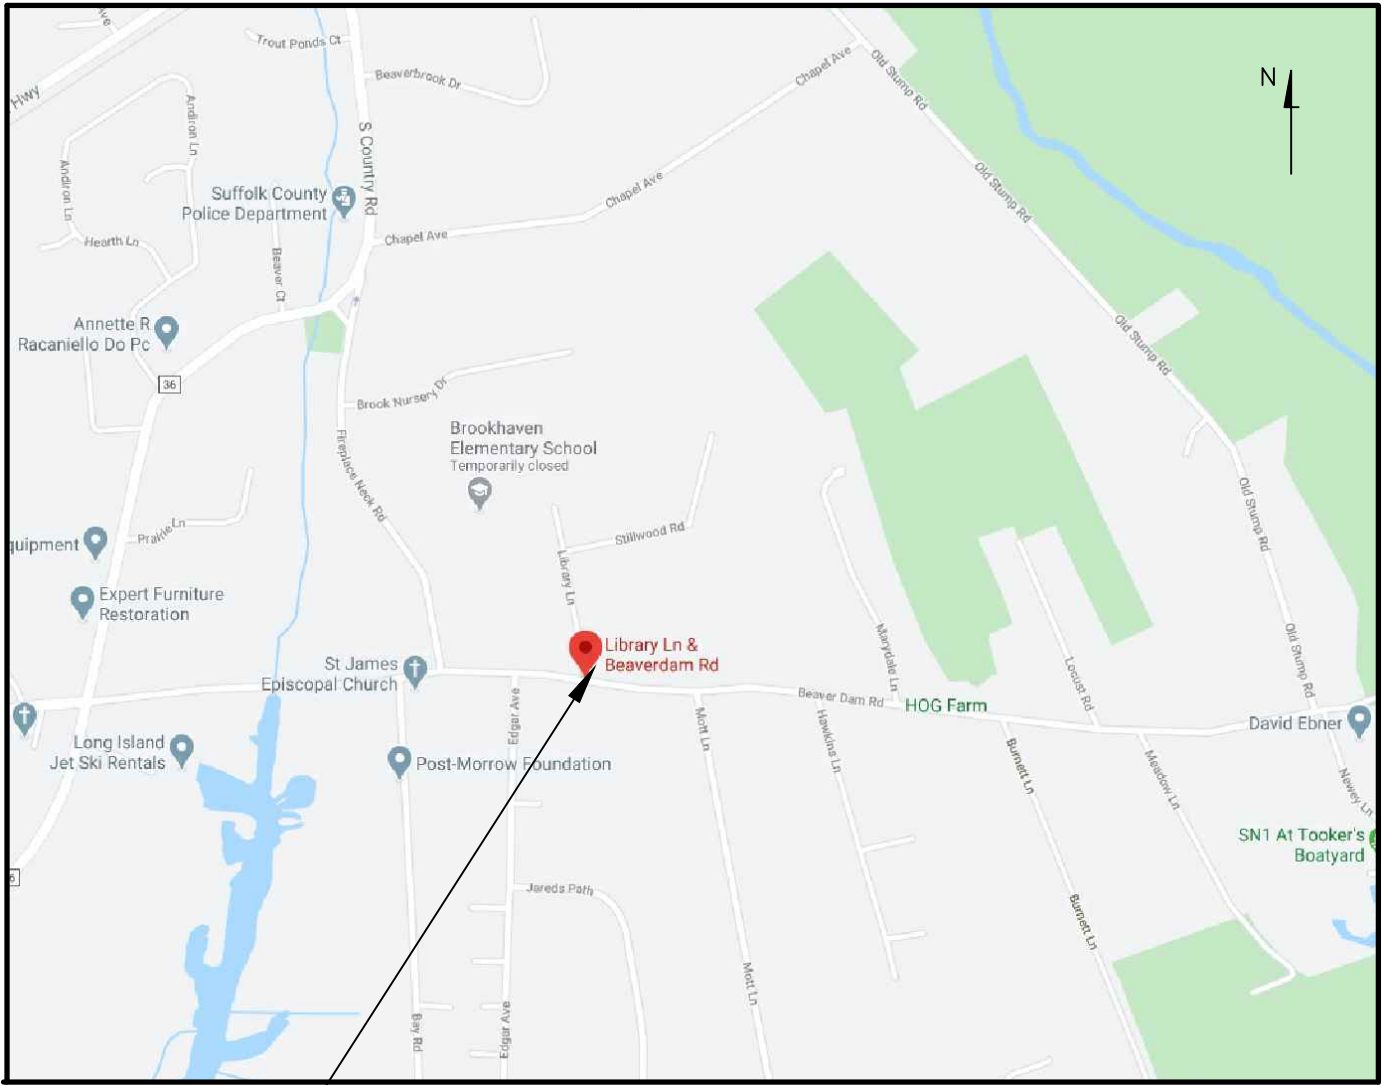 Ave
Trout Ponds Ct
Beaverbrook Dr
Chapel Ave
Old Stump Rd
N
Hwy
Andiron Ln
S Country Rd
Andiron Ln
Suffolk County
Police Department
Chapel Ave
Old Stump Rd
Hearth Ln
Chapel Ave
Beaver Ct
Annette R
Racaniello Do Pc
Old Stump Rd
36
Brook Nursery Dr
Brookhaven
Elementary School
Temporarily closed
Fireplace Neck Rd
Prairie Ln
Stillwood Rd
Old Stump Rd
quipment
Library Ln
Expert Furniture
Restoration
Library Ln &
Beaverdam Rd
Marydale Ln
Old Stump Rd
St James
Episcopal Church
Locust Rd
Beaver Dam Rd
HOG Farm
Edgar Ave
Mott Ln
Hawkins Ln
David Ebner
Long Island
Jet Ski Rentals
Post-Morrow Foundation
Burnett Ln
Meadow Ln
Newey Ln
SN1 At Tooker's
Boatyard
6
Jareds Path
Burnett Ln
Mott Ln
Bay Rd
Edgar Ave